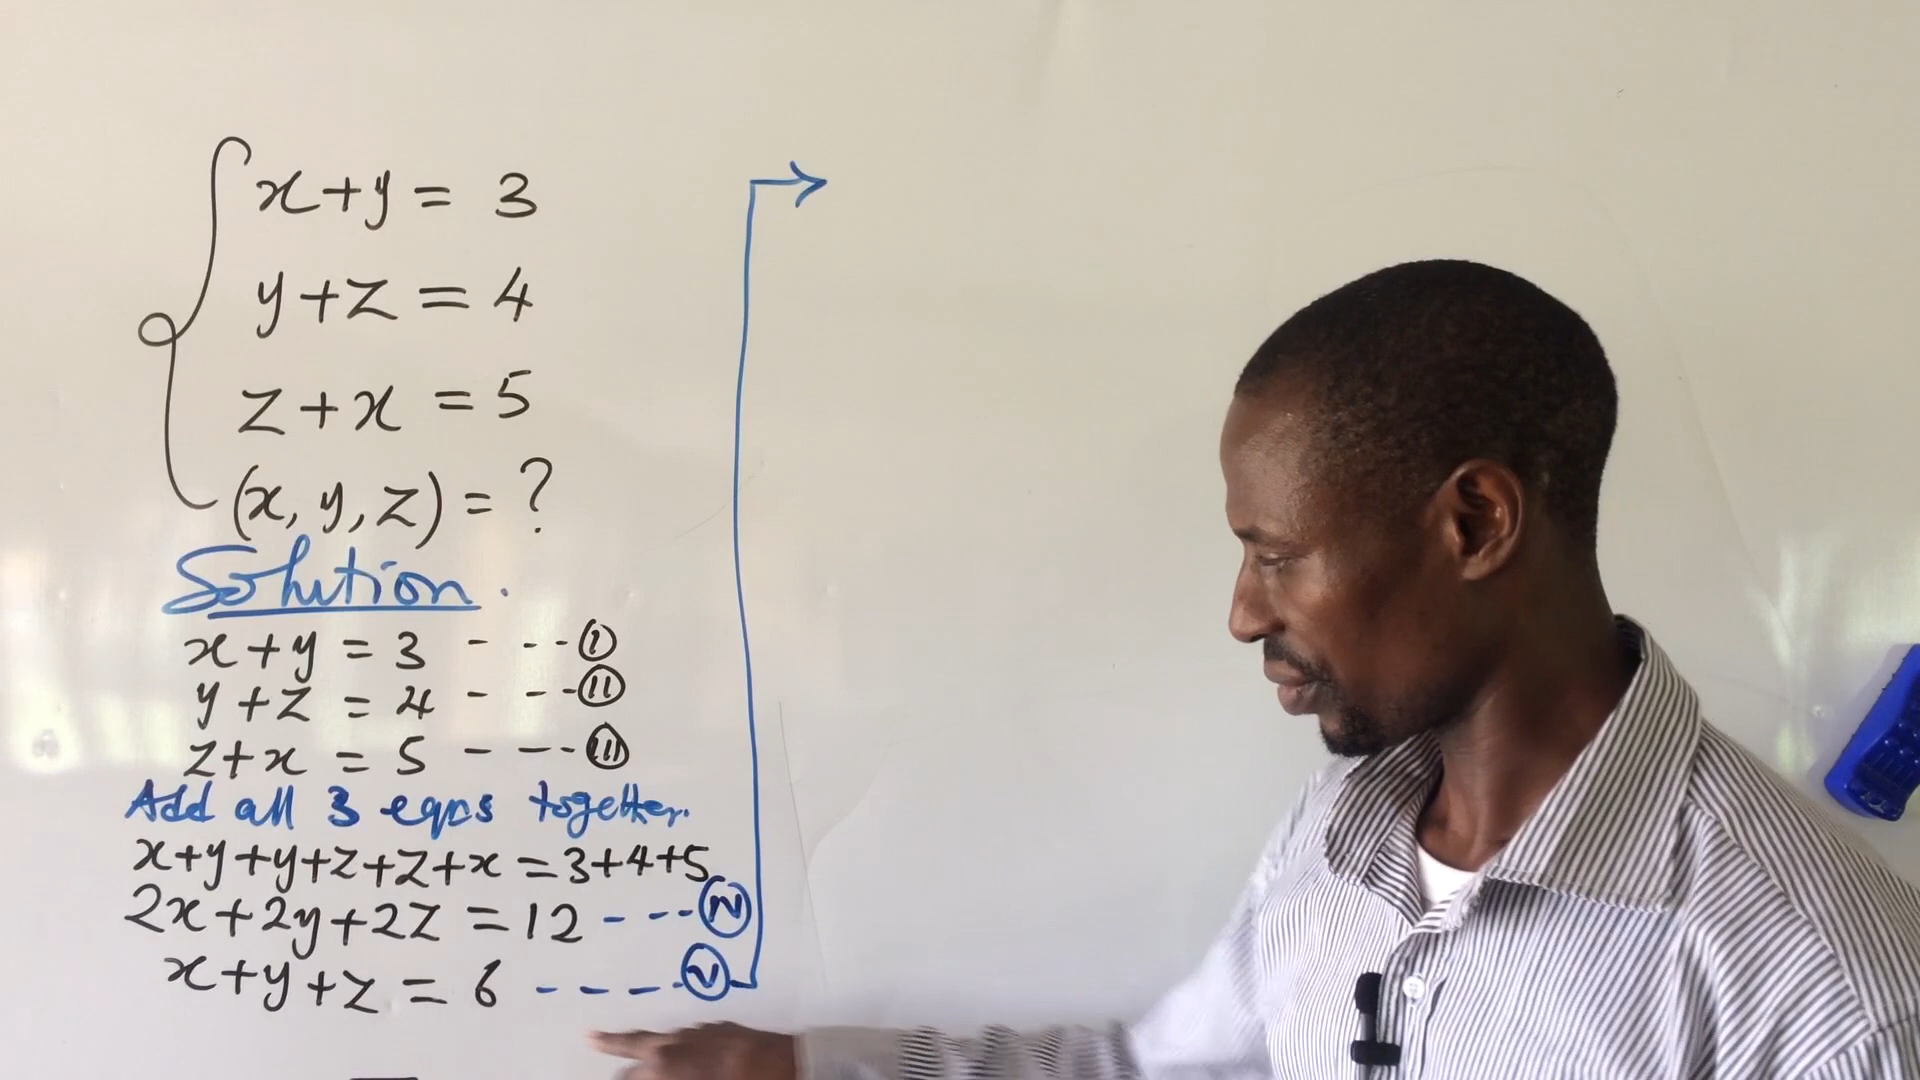 x+y = 3
y+z = 4
z+x = 5
(x, y, z) = ?
Solution.
x+y = 3 - - - (I)
y+z = 4 - - - (II)
z+x = 5 - - - (III)
Add all 3 eqns together.
x+y+y+z+z+x = 3+4+5
2x+2y+2z = 12 - - - (IV)
x+y+z = 6 - - - - (V)